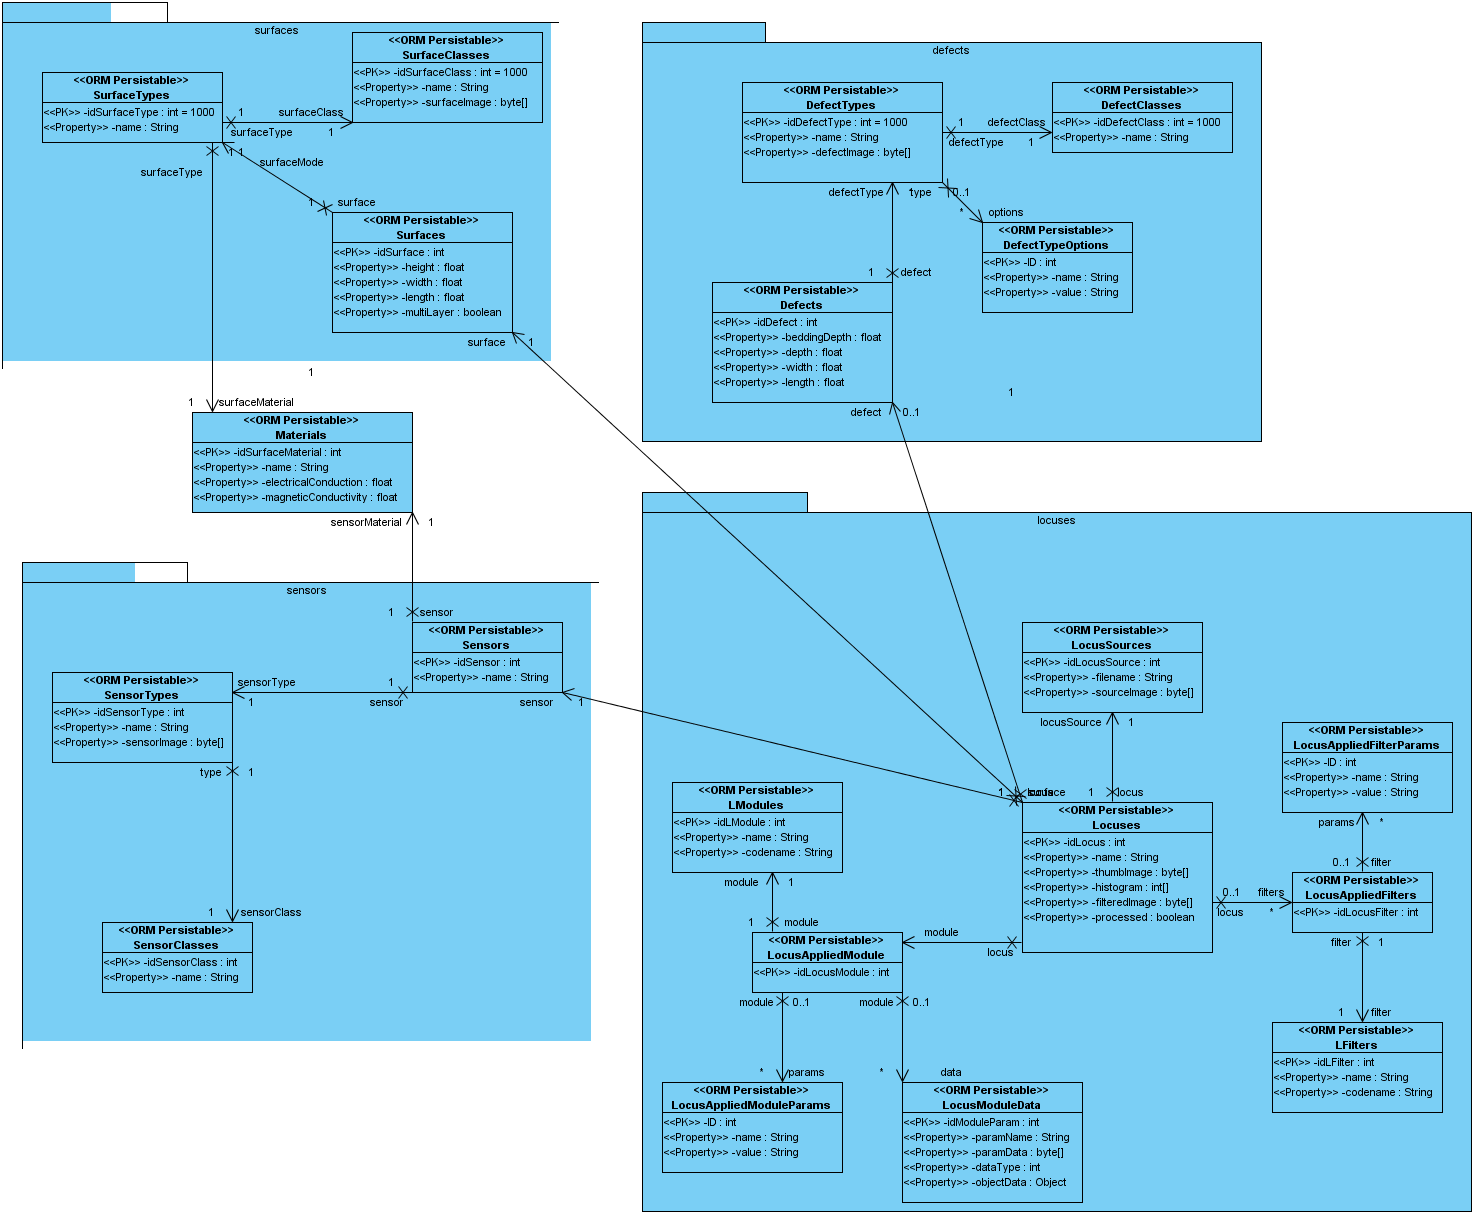 surfaces
<<ORM Persistable>>
SurfaceClasses
<<PK>> -idSurfaceClass : int = 1000
<<Property>> -name : String
<<Property>> -surfaceImage : byte[]
<<ORM Persistable>>
SurfaceTypes
<<PK>> -idSurfaceType : int = 1000
<<Property>> -name : String
1
surfaceClass
surfaceType
1
1
1
surfaceMode
surfaceType
1
surface
<<ORM Persistable>>
Surfaces
<<PK>> -idSurface : int
<<Property>> -height : float
<<Property>> -width : float
<<Property>> -length : float
<<Property>> -multiLayer : boolean
surface
1
1
1
surfaceMaterial
<<ORM Persistable>>
Materials
<<PK>> -idSurfaceMaterial : int
<<Property>> -name : String
<<Property>> -electricalConduction : float
<<Property>> -magneticConductivity : float
sensorMaterial
1
defects
<<ORM Persistable>>
DefectTypes
<<PK>> -idDefectType : int = 1000
<<Property>> -name : String
<<Property>> -defectImage : byte[]
<<ORM Persistable>>
DefectClasses
<<PK>> -idDefectClass : int = 1000
<<Property>> -name : String
1
defectClass
defectType
1
defectType
*
type
0..1
*
options
<<ORM Persistable>>
DefectTypeOptions
<<PK>> -ID : int
<<Property>> -name : String
<<Property>> -value : String
1
defect
<<ORM Persistable>>
Defects
<<PK>> -idDefect : int
<<Property>> -beddingDepth : float
<<Property>> -depth : float
<<Property>> -width : float
<<Property>> -length : float
defect
0..1
1
sensors
1
sensor
<<ORM Persistable>>
Sensors
<<PK>> -idSensor : int
<<Property>> -name : String
sensorType
1
1
sensor
sensor
1
<<ORM Persistable>>
SensorTypes
<<PK>> -idSensorType : int
<<Property>> -name : String
<<Property>> -sensorImage : byte[]
type
1
1
sensorClass
<<ORM Persistable>>
SensorClasses
<<PK>> -idSensorClass : int
<<Property>> -name : String
locuses
<<ORM Persistable>>
LocusSources
<<PK>> -idLocusSource : int
<<Property>> -filename : String
<<Property>> -sourceImage : byte[]
locusSource
1
1
1
locus
<<ORM Persistable>>
Locuses
<<PK>> -idLocus : int
<<Property>> -name : String
<<Property>> -thumbImage : byte[]
<<Property>> -histogram : int[]
<<Property>> -filteredImage : byte[]
<<Property>> -processed : boolean
<<ORM Persistable>>
LocusAppliedFilterParams
<<PK>> -ID : int
<<Property>> -name : String
<<Property>> -value : String
params
*
0..1
filter
<<ORM Persistable>>
LocusAppliedFilters
<<PK>> -idLocusFilter : int
0..1
filters
locus
*
filter
1
1
filter
<<ORM Persistable>>
LFilters
<<PK>> -idLFilter : int
<<Property>> -name : String
<<Property>> -codename : String
<<ORM Persistable>>
LModules
<<PK>> -idLModule : int
<<Property>> -name : String
<<Property>> -codename : String
module
1
1
module
<<ORM Persistable>>
LocusAppliedModule
<<PK>> -idLocusModule : int
module
locus
module
0..1
module
0..1
*
params
*
data
<<ORM Persistable>>
LocusAppliedModuleParams
<<PK>> -ID : int
<<Property>> -name : String
<<Property>> -value : String
<<ORM Persistable>>
LocusModuleData
<<PK>> -idModuleParam : int
<<Property>> -paramName : String
<<Property>> -paramData : byte[]
<<Property>> -dataType : int
<<Property>> -objectData : Object